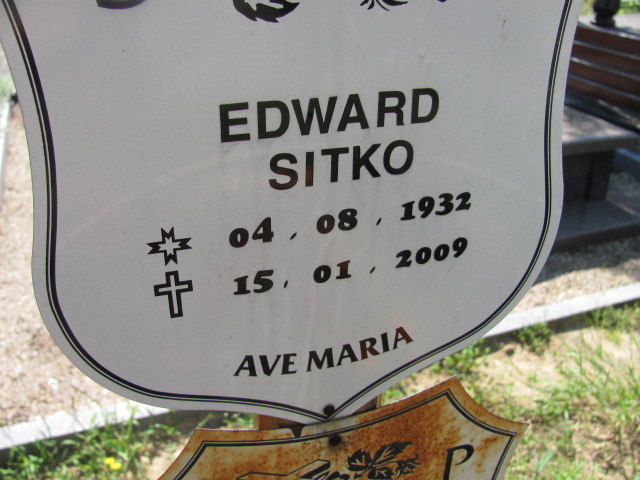 EDWARD
SITKO
04 . 08 . 1932
15 . 01 . 2009
AVE MARIA
P